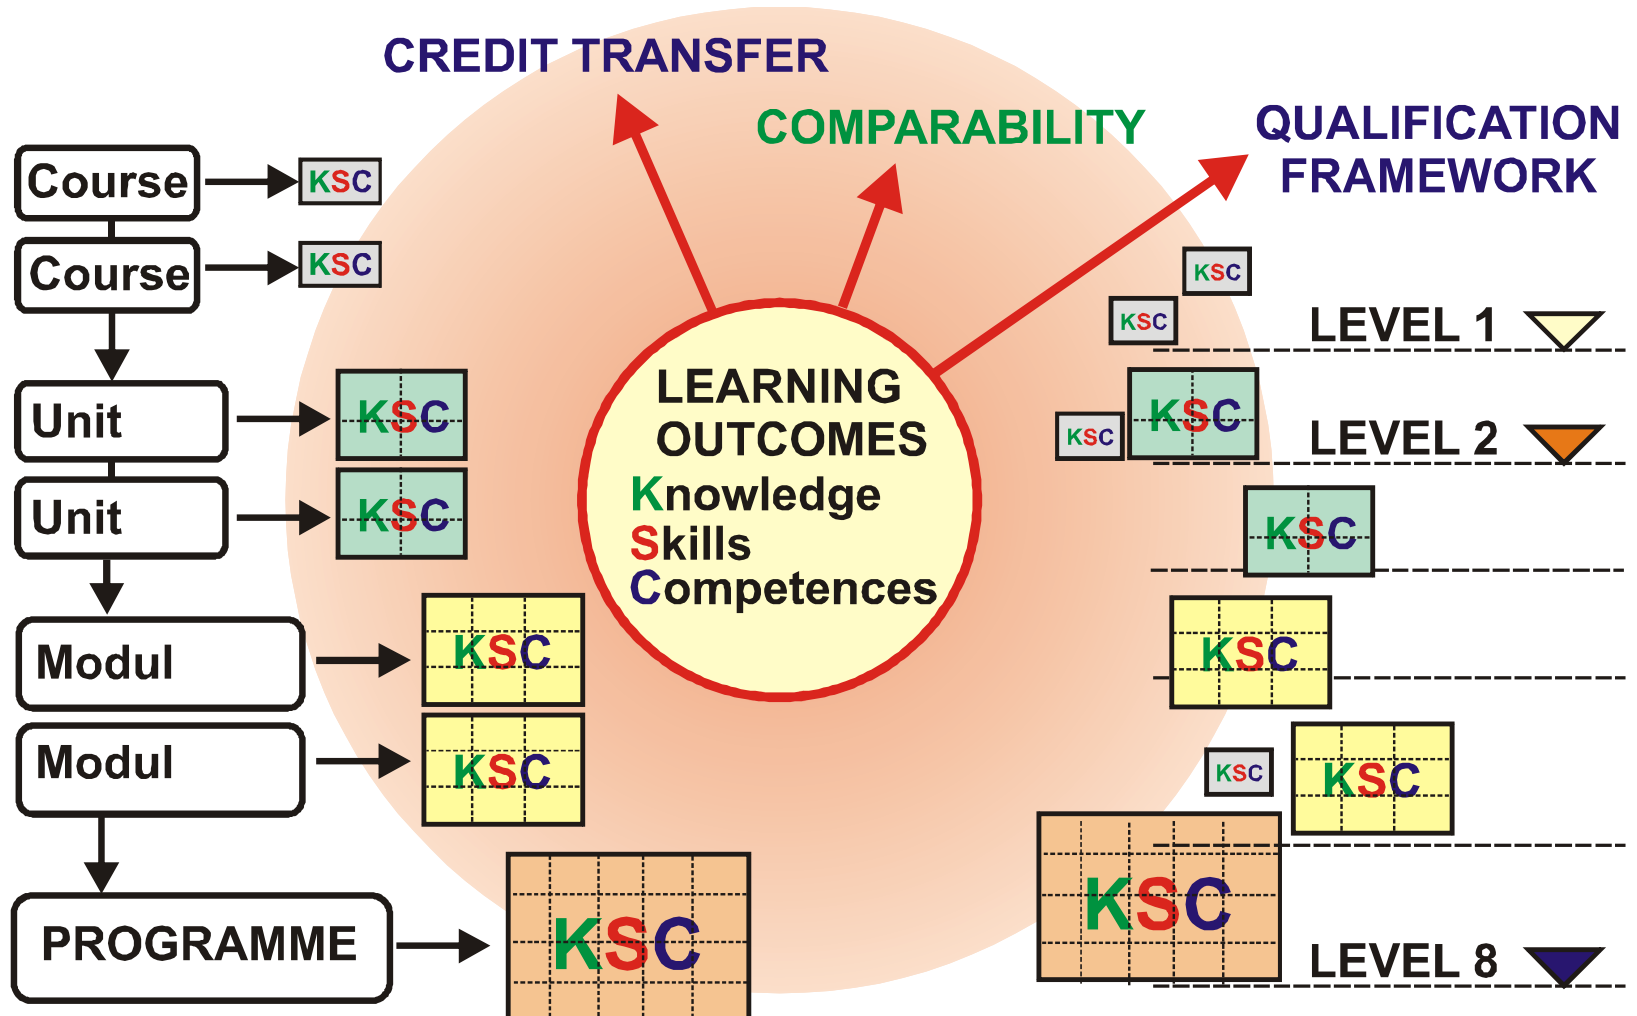 CREDIT TRANSFER
COMPARABILITY
QUALIFICATION
FRAMEWORK
Course
KSC
Course
KSC
Unit
KSC
Unit
KSC
Modul
KSC
Modul
KSC
PROGRAMME
KSC
LEARNING
OUTCOMES
Knowledge
Skills
Competences
KSC
KSC
LEVEL 1
KSC
KSC
LEVEL 2
KSC
KSC
KSC
KSC
KSC
LEVEL 8